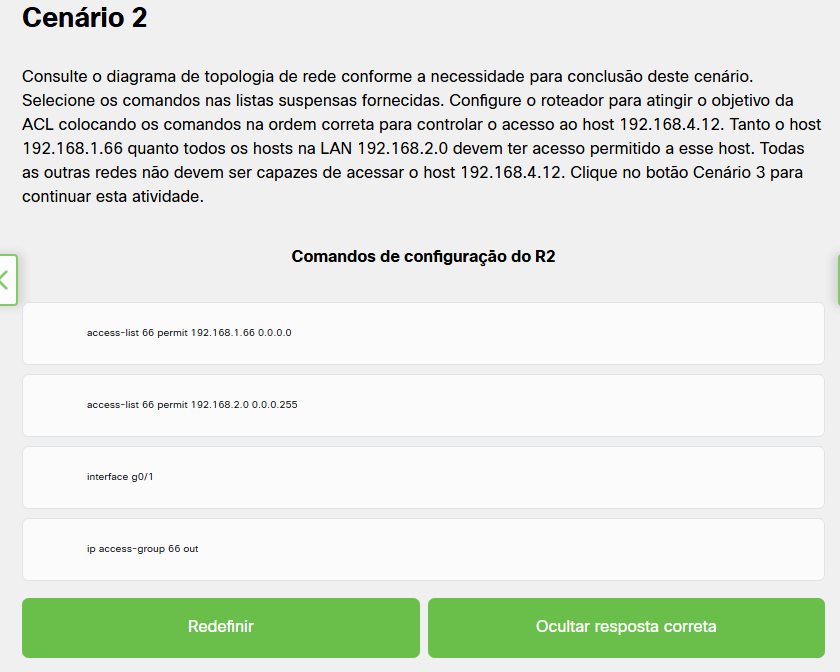 Cenário 2
Consulte o diagrama de topologia de rede conforme a necessidade para conclusão deste cenário.
Selecione os comandos nas listas suspensas fornecidas. Configure o roteador para atingir o objetivo da
ACL colocando os comandos na ordem correta para controlar o acesso ao host 192.168.4.12. Tanto o host
192.168.1.66 quanto todos os hosts na LAN 192.168.2.0 devem ter acesso permitido a esse host. Todas
as outras redes não devem ser capazes de acessar o host 192.168.4.12. Clique no botão Cenário 3 para
continuar esta atividade.
Comandos de configuração do R2
access-list 66 permit 192.168.1.66 0.0.0.0
access-list 66 permit 192.168.2.0 0.0.0.255
interface g0/1
ip access-group 66 out
Redefinir
Ocultar resposta correta